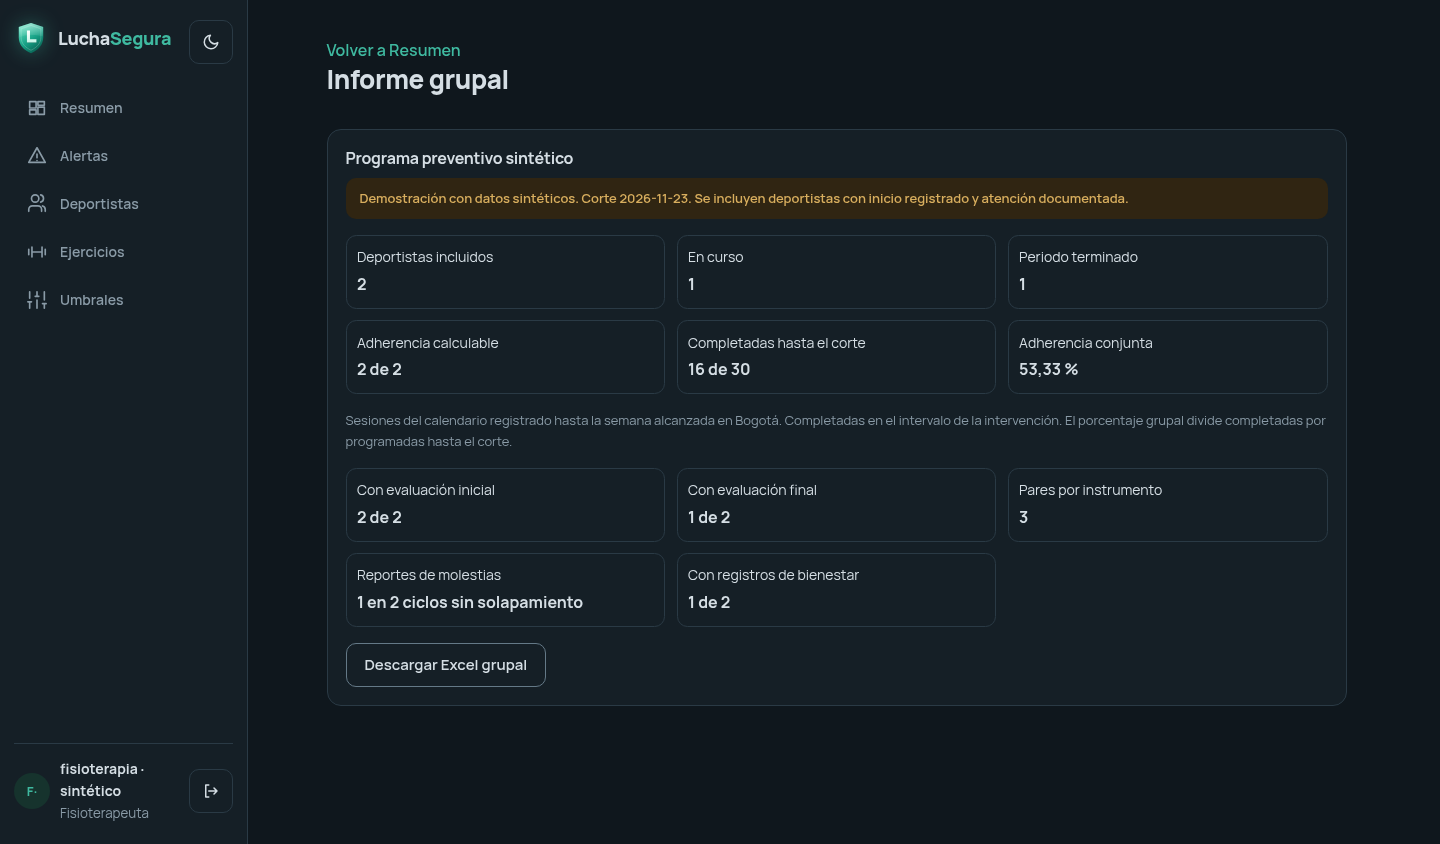 LuchaSegura
Resumen
Alertas
Deportistas
Ejercicios
Umbrales
F·
fisioterapia ·
sintético
Fisioterapeuta
Volver a Resumen
Informe grupal
Programa preventivo sintético
Demostración con datos sintéticos. Corte 2026-11-23. Se incluyen deportistas con inicio registrado y atención documentada.
Deportistas incluidos
2
En curso
1
Periodo terminado
1
Adherencia calculable
2 de 2
Completadas hasta el corte
16 de 30
Adherencia conjunta
53,33 %
Sesiones del calendario registrado hasta la semana alcanzada en Bogotá. Completadas en el intervalo de la intervención. El porcentaje grupal divide completadas por
programadas hasta el corte.
Con evaluación inicial
2 de 2
Con evaluación final
1 de 2
Pares por instrumento
3
Reportes de molestias
1 en 2 ciclos sin solapamiento
Con registros de bienestar
1 de 2
Descargar Excel grupal